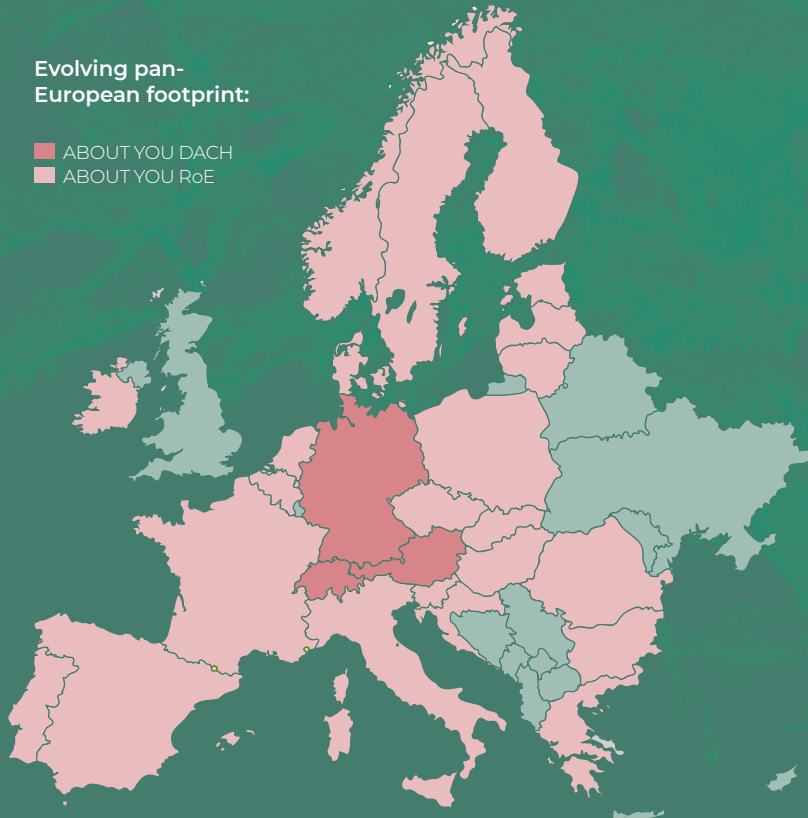 Evolving pan-
European footprint:
ABOUT YOU DACH
ABOUT YOU RoE